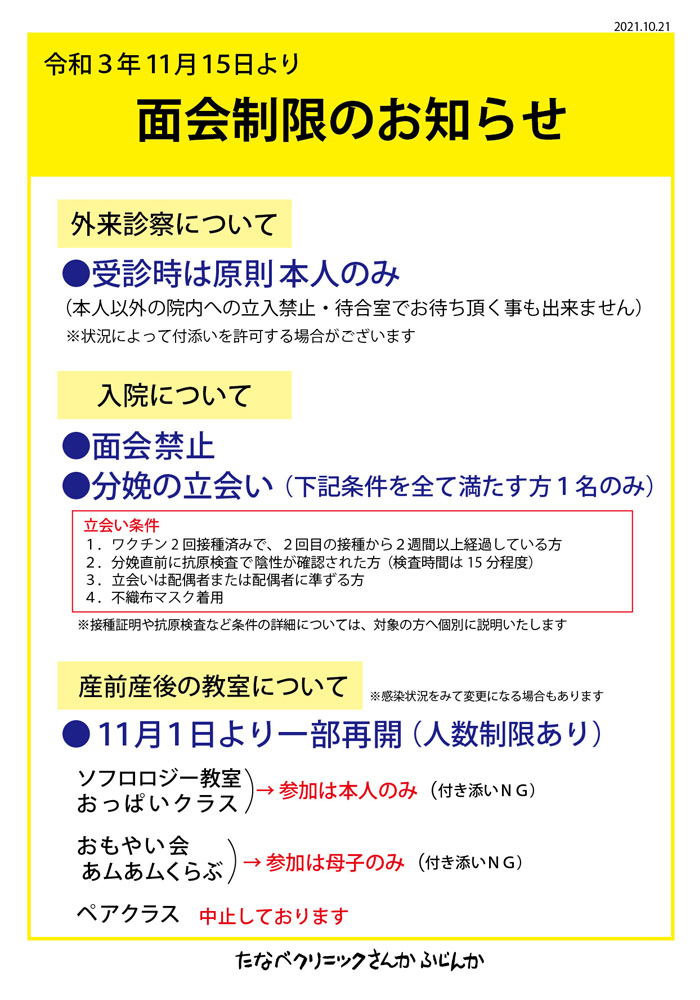 2021.10.21
令和3年11月15日より
面会制限のお知らせ
外来診察について
●受診時は原則本人のみ
（本人以外の院内への立入禁止・待合室でお待ち頂く事も出来ません）
※状況によって付添いを許可する場合がございます
入院について
●面会禁止
●分娩の立会い（下記条件を全て満たす方１名のみ）
立会い条件
１．ワクチン２回接種済みで、２回目の接種から２週間以上経過している方
２．分娩直前に抗原検査で陰性が確認された方（検査時間は15分程度）
３．立会いは配偶者または配偶者に準ずる方
４．不織布マスク着用
※接種証明や抗原検査など条件の詳細については、対象の方へ個別に説明いたします
産前産後の教室について ※感染状況をみて変更になる場合もあります
●11月1日より一部再開（人数制限あり）
ソフロロジー教室
おっぱいクラス
→参加は本人のみ（付き添いＮＧ）
おもやい会
あムあムくらぶ
→参加は母子のみ（付き添いＮＧ）
ペアクラス 中止しております
たなべクリニックさんかふじんか